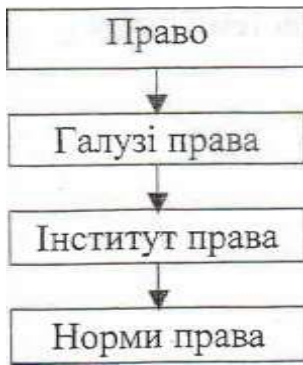 Право
Галузі права
Інститут права
Норми права